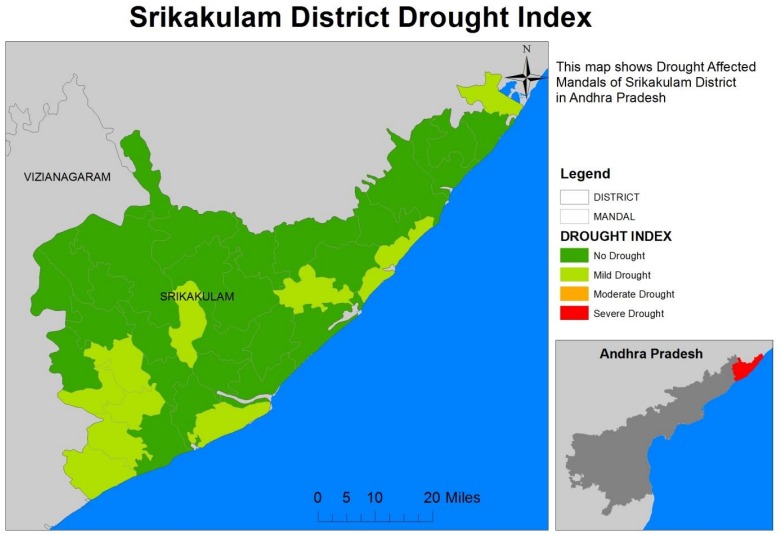 Srikakulam District Drought Index
N
This map shows Drought Affected
Mandals of Srikakulam District
in Andhra Pradesh
VIZIANAGARAM
SRIKAKULAM
Legend
DISTRICT
MANDAL
DROUGHT INDEX
No Drought
Mild Drought
Moderate Drought
Severe Drought
Andhra Pradesh
0 5 10 20 Miles